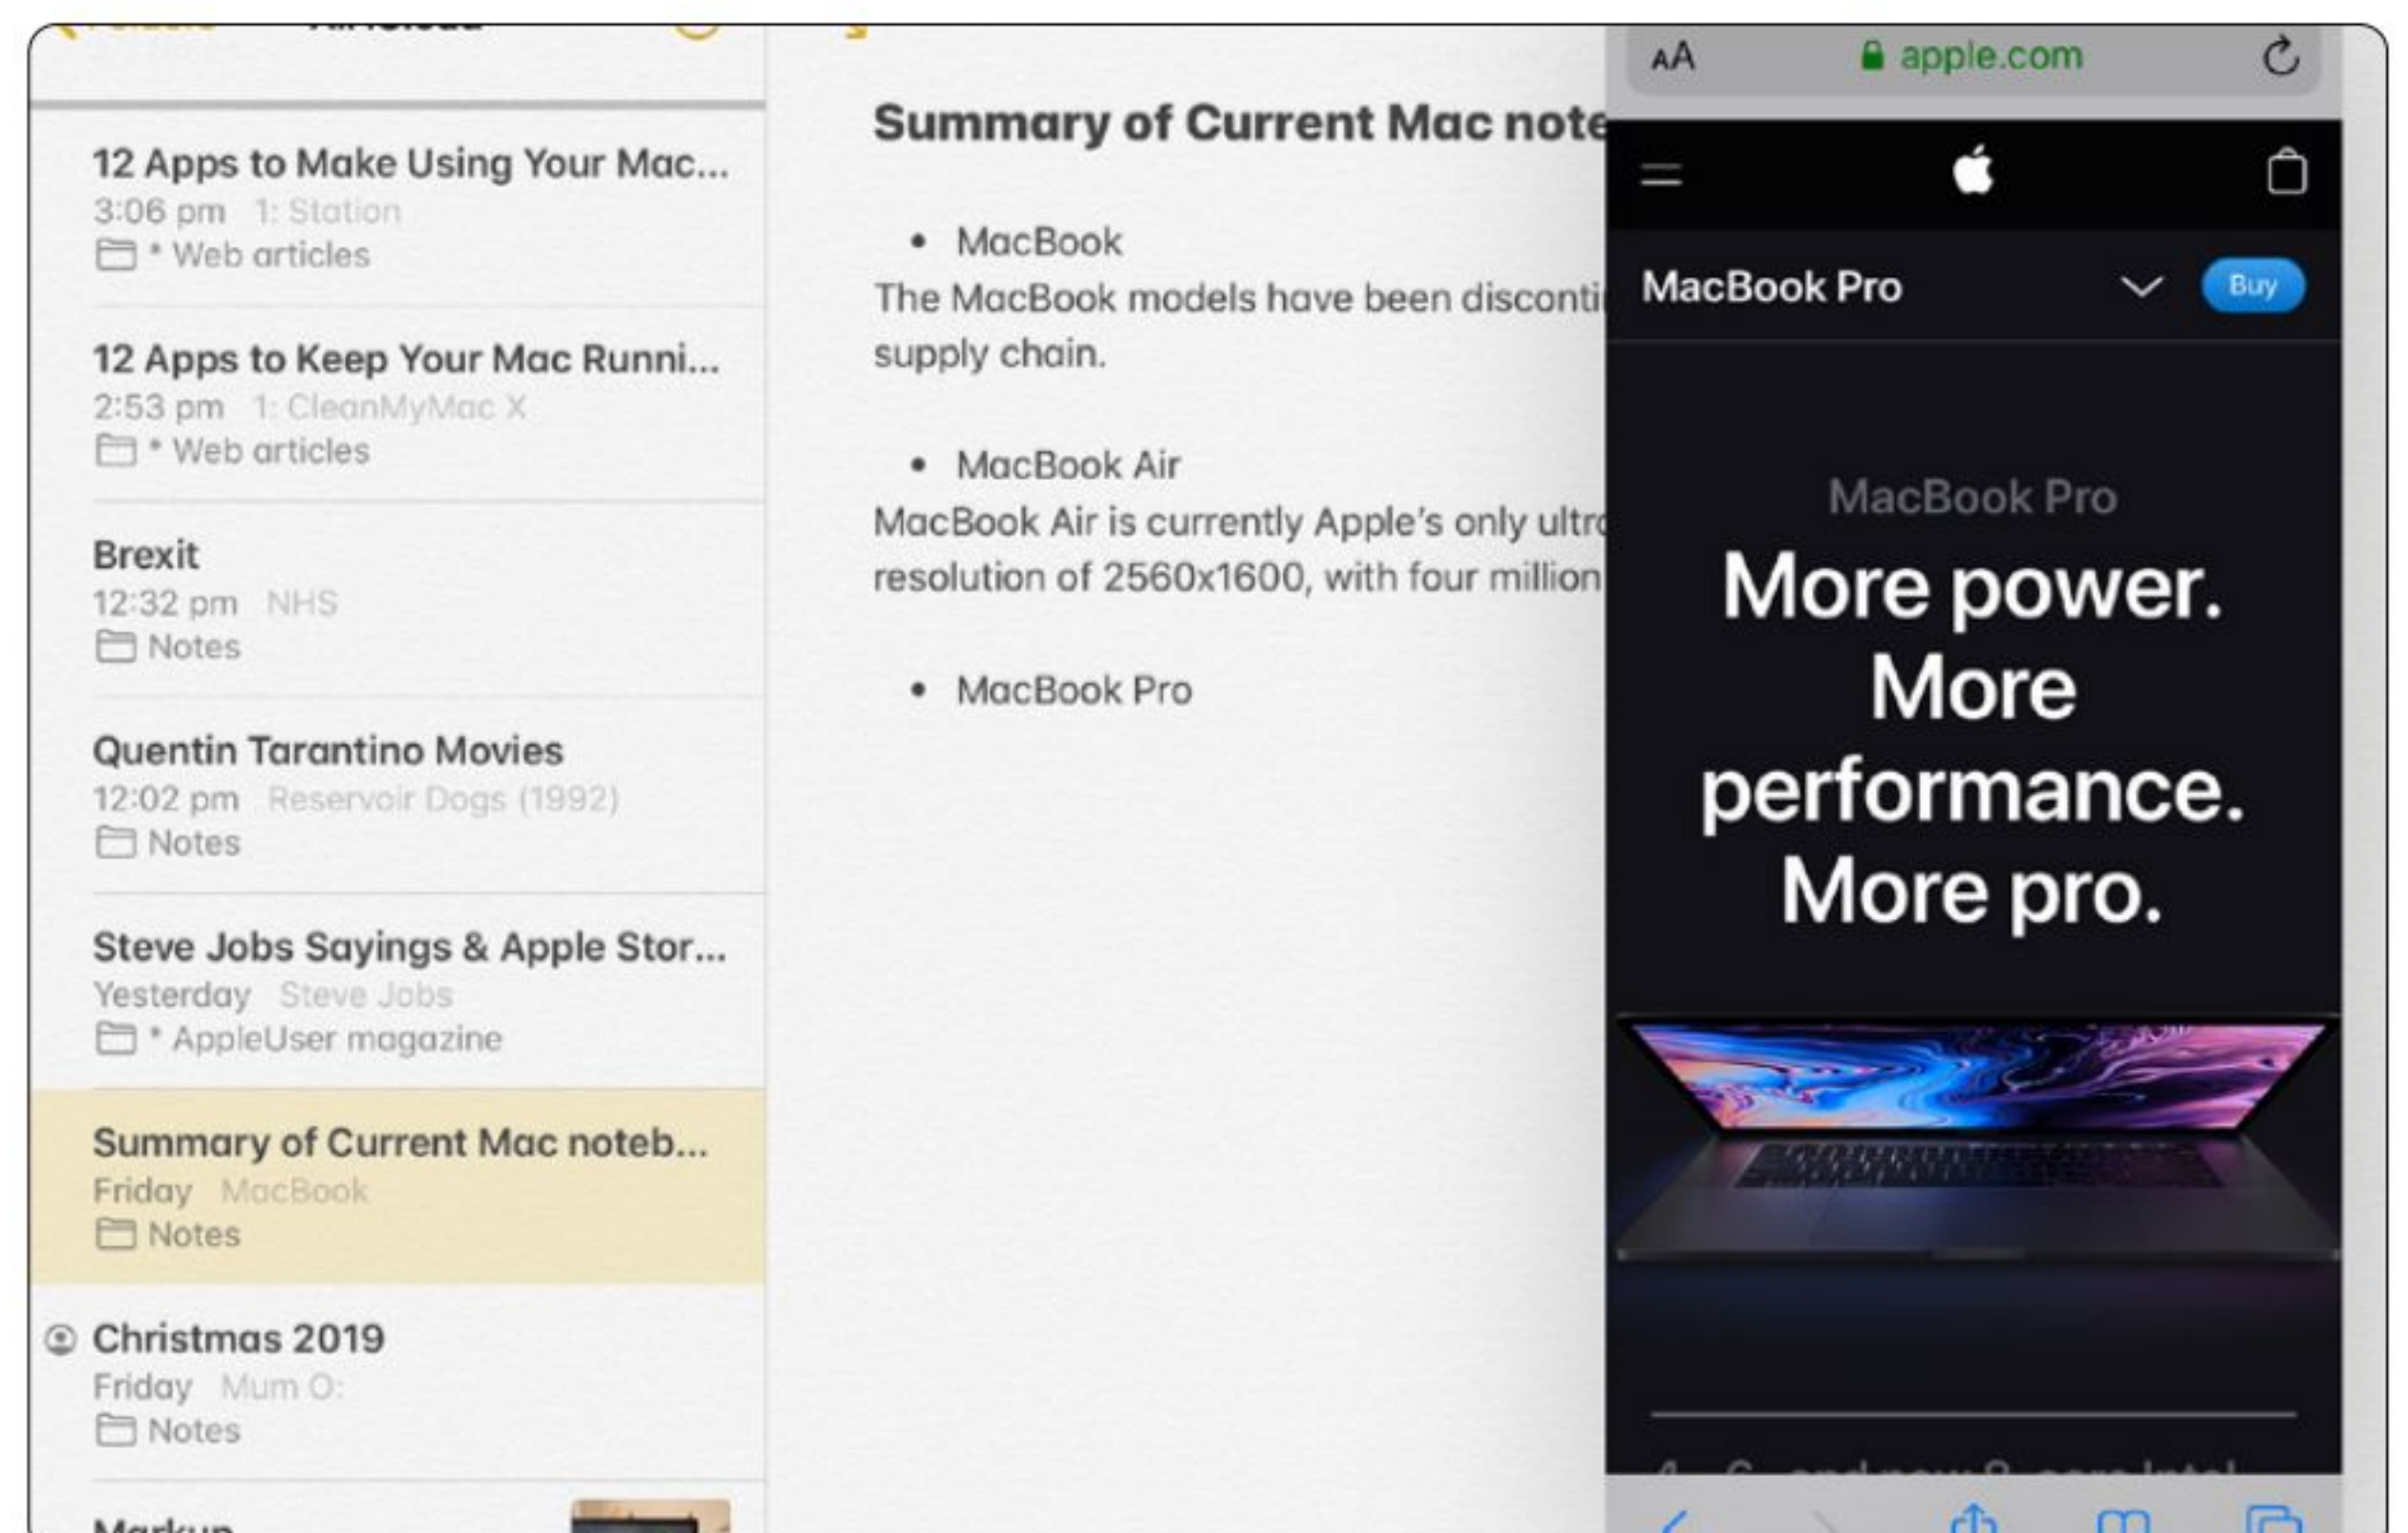 12 Apps to Make Using Your Mac...
3:06 pm 1: Station
* Web articles
12 Apps to Keep Your Mac Runni...
2:53 pm 1: CleanMyMac X
* Web articles
Brexit
12:32 pm NHS
Notes
Quentin Tarantino Movies
12:02 pm Reservoir Dogs (1992)
Notes
Steve Jobs Sayings & Apple Stor...
Yesterday Steve Jobs
* AppleUser magazine
Summary of Current Mac noteb...
Friday MacBook
Notes
Christmas 2019
Friday Mum O:
Notes
Markup
Summary of Current Mac note
• MacBook
The MacBook models have been disconti
supply chain.
• MacBook Air
MacBook Air is currently Apple's only ultra
resolution of 2560x1600, with four million
• MacBook Pro
AA apple.com
MacBook Pro Buy
MacBook Pro
More power.
More
performance.
More pro.